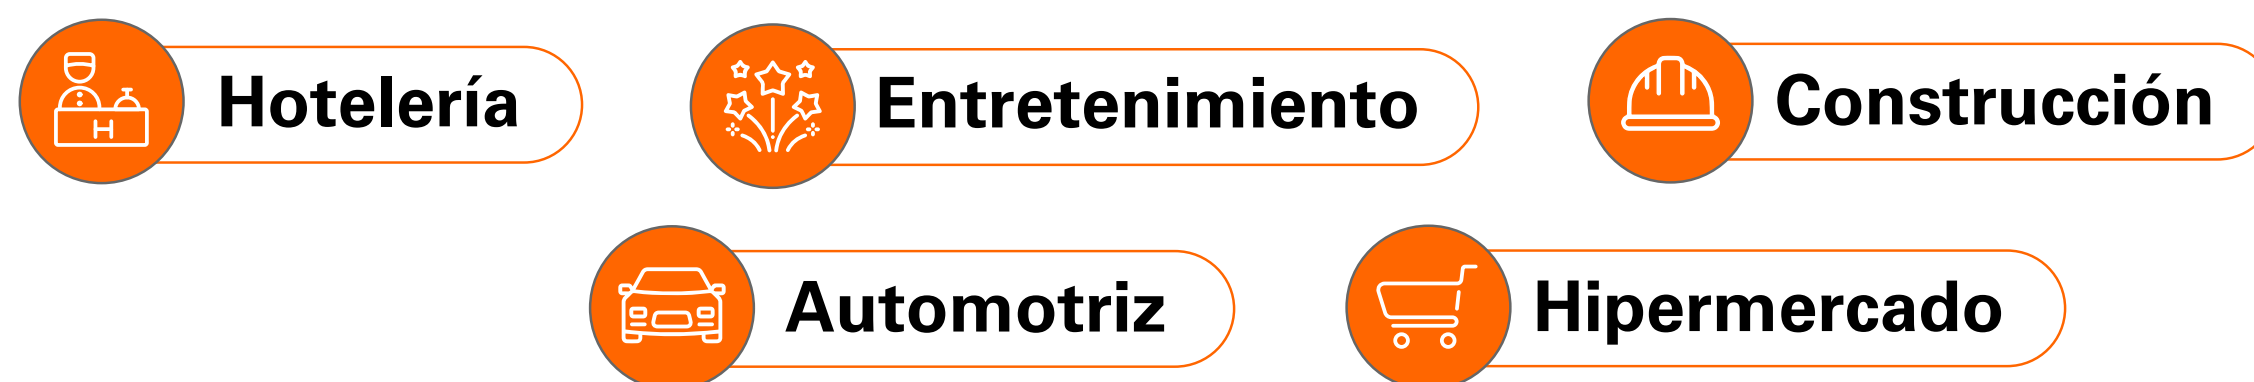 Hotelería
Entretenimiento
Construcción
H
Automotriz
Hipermercado